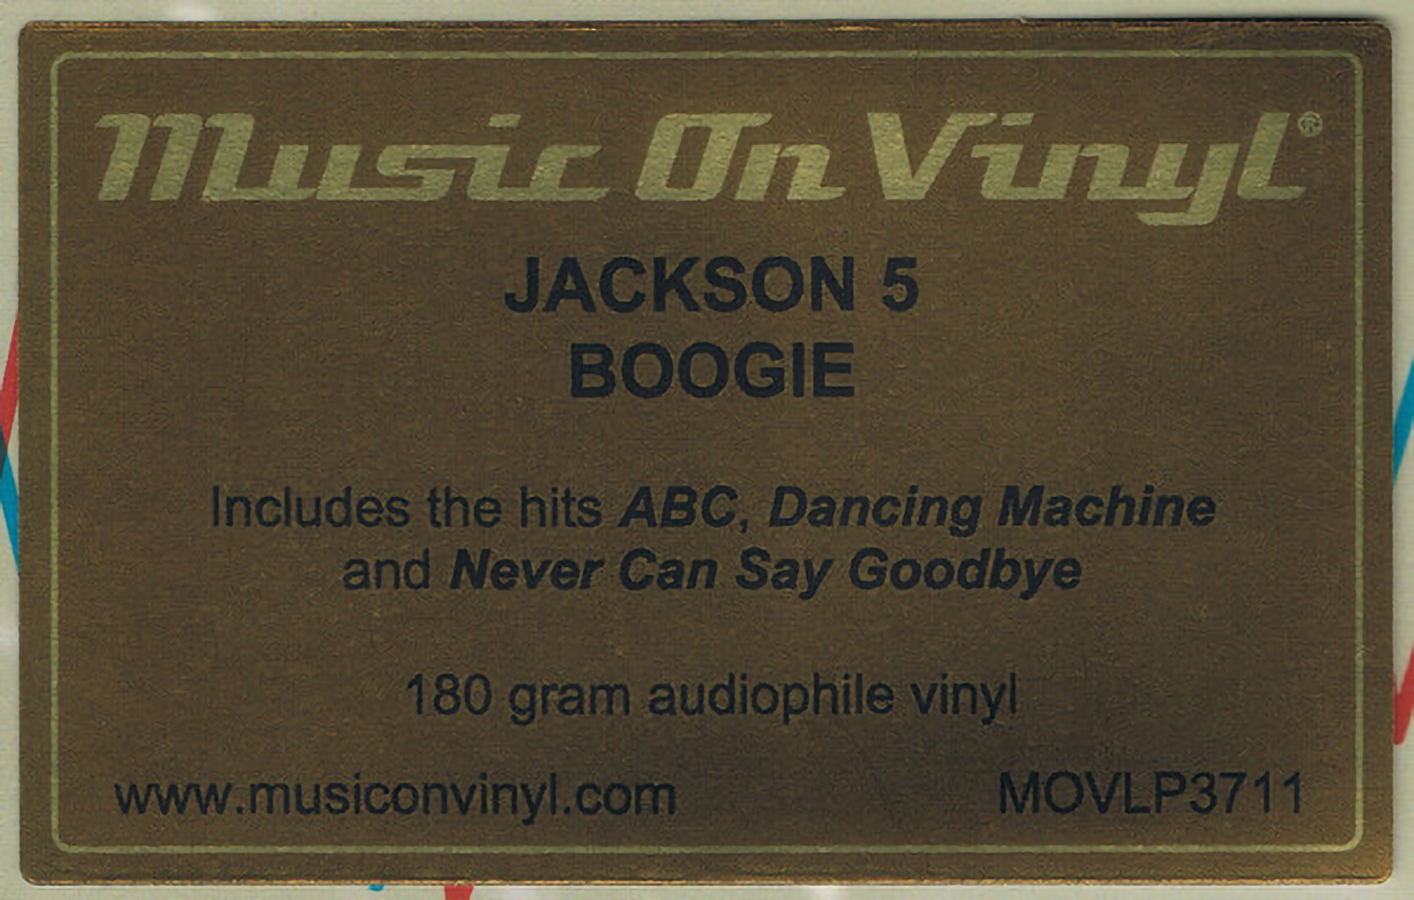 Music On Vinyl®
JACKSON 5
BOOGIE
Includes the hits ABC, Dancing Machine
and Never Can Say Goodbye
180 gram audiophile vinyl
www.musiconvinyl.com
MOVLP3711